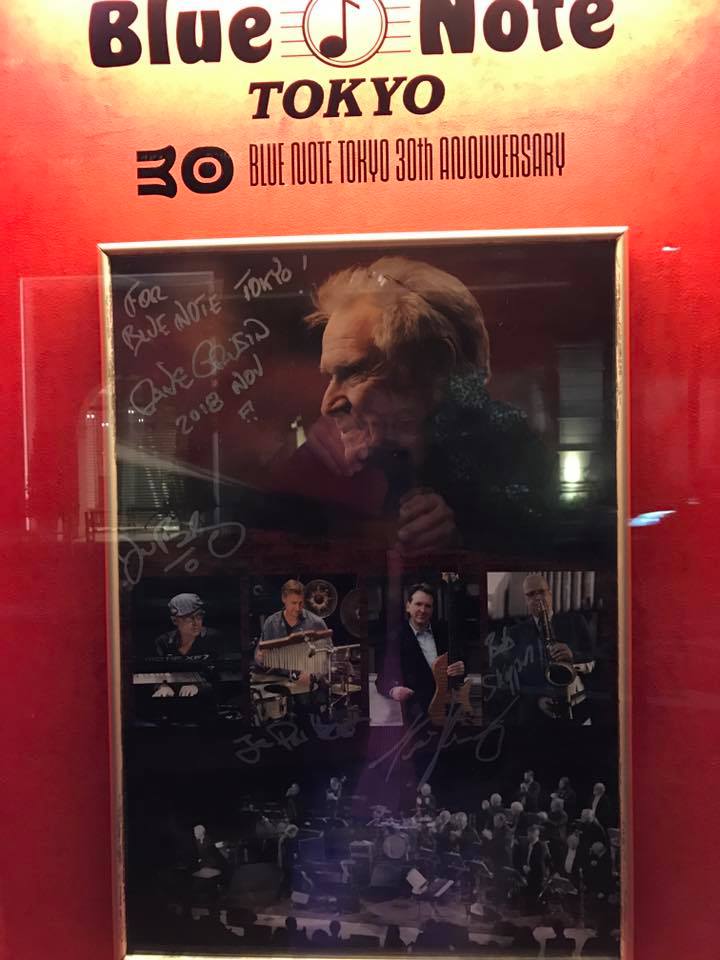 Blue Note
TOKYO
30 BLUE NOTE TOKYO 30th ANNIVERSARY
FOR
BLUE NOTE TOKYO!
DAVE GRUSIN
2018 NOV
Bob